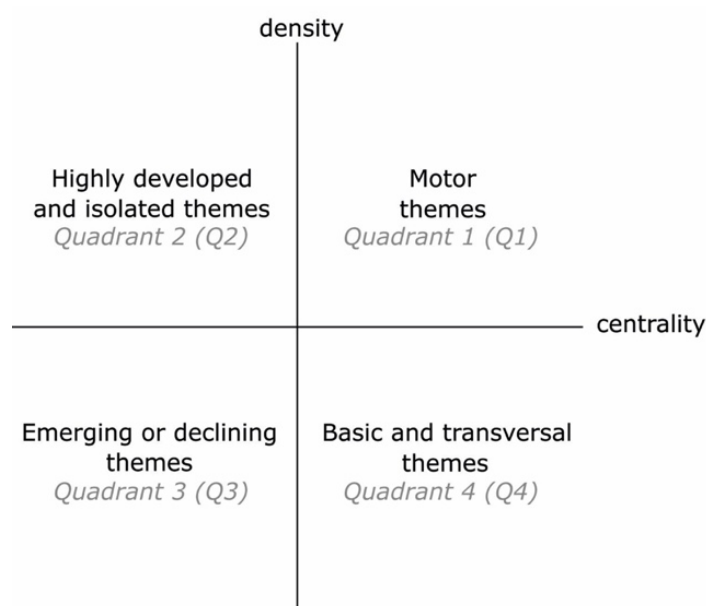 density
Highly developed
and isolated themes
Quadrant 2 (Q2)
Motor
themes
Quadrant 1 (Q1)
centrality
Emerging or declining
themes
Quadrant 3 (Q3)
Basic and transversal
themes
Quadrant 4 (Q4)